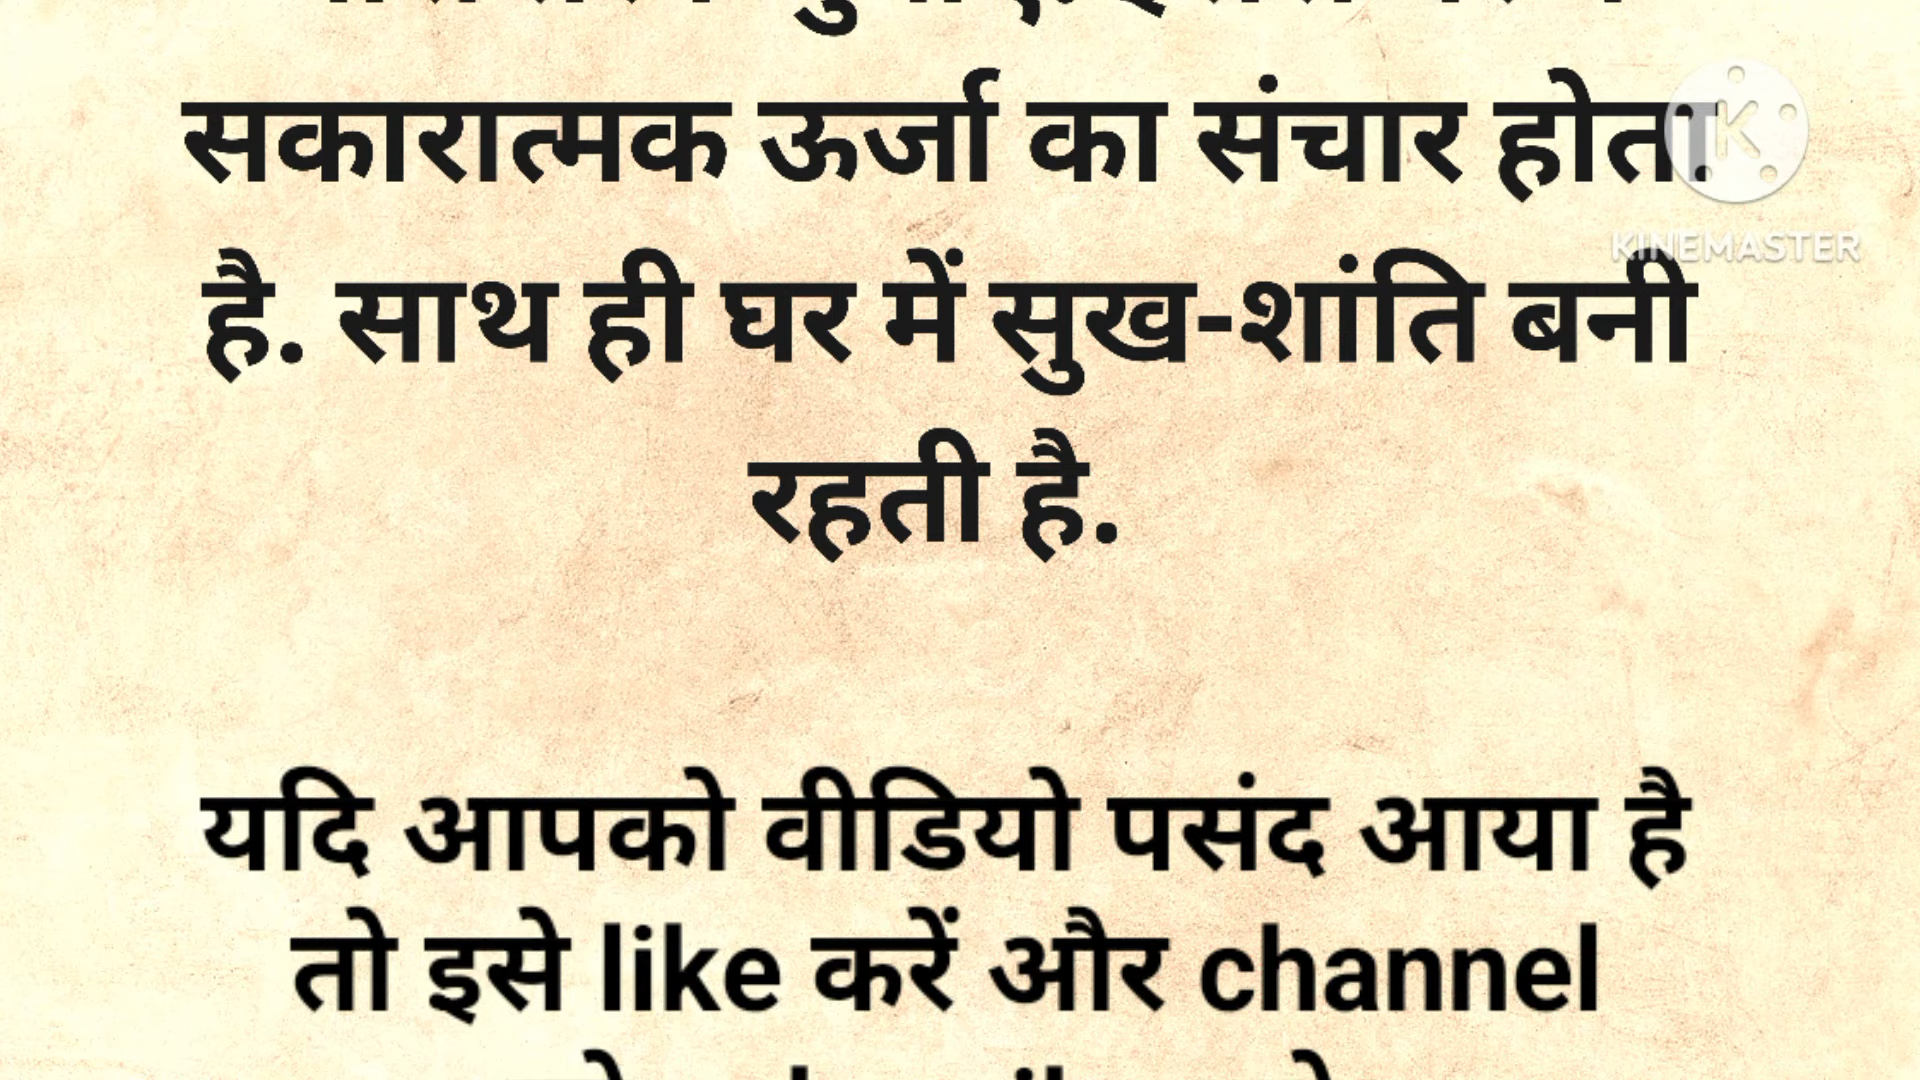 सकारात्मक ऊर्जा का संचार होता
KINEMASTER
है. साथ ही घर में सुख-शांति बनी
रहती है.
यदि आपको वीडियो पसंद आया है
तो इसे like करें और channel